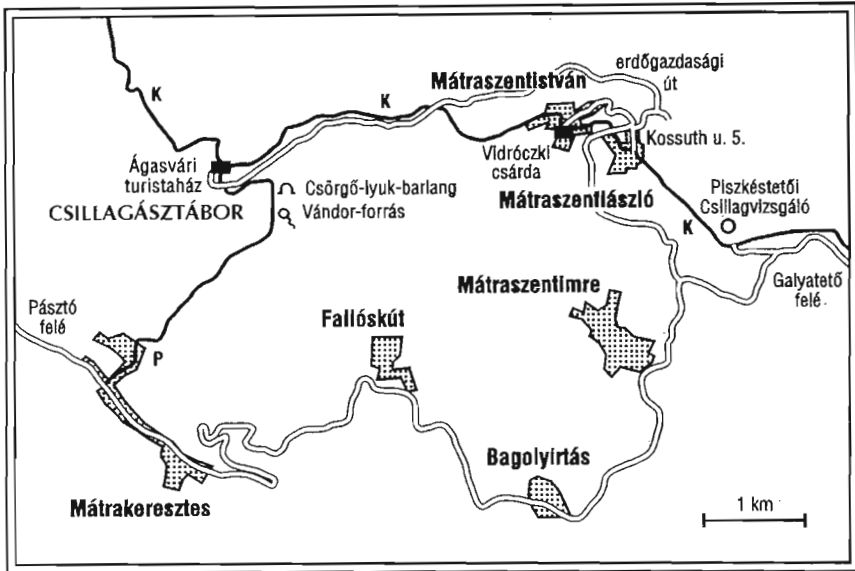 erdőgazdasági
út
Mátraszentistván
K
K
Kossuth u. 5.
Vidróczki
csárda
Ágasvári
turistaház
CSILLAGÁSZTÁBOR
Csörgő-lyuk-barlang
Vándor-forrás
Mátraszentlászló
Piszkéstetői
Csillagvizsgáló
K
Galyatető
felé
Mátraszentimre
Pásztó
felé
Fallóskút
P
Bagolyirtás
Mátrakeresztes
1 km